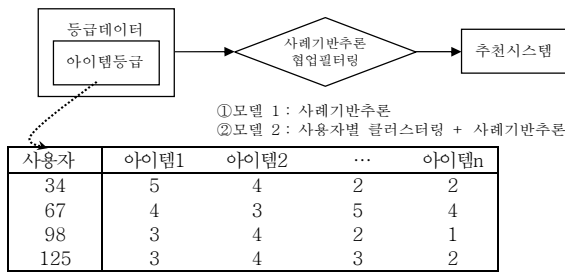 등급데이터
아이템등급
사례기반추론
협업필터링
추천시스템
①모델 1 : 사례기반추론
②모델 2 : 사용자별 클러스터링 + 사례기반추론
사용자 아이템1 아이템2 … 아이템n
34 5 4 2 2
67 4 3 5 4
98 3 4 2 1
125 3 4 3 2